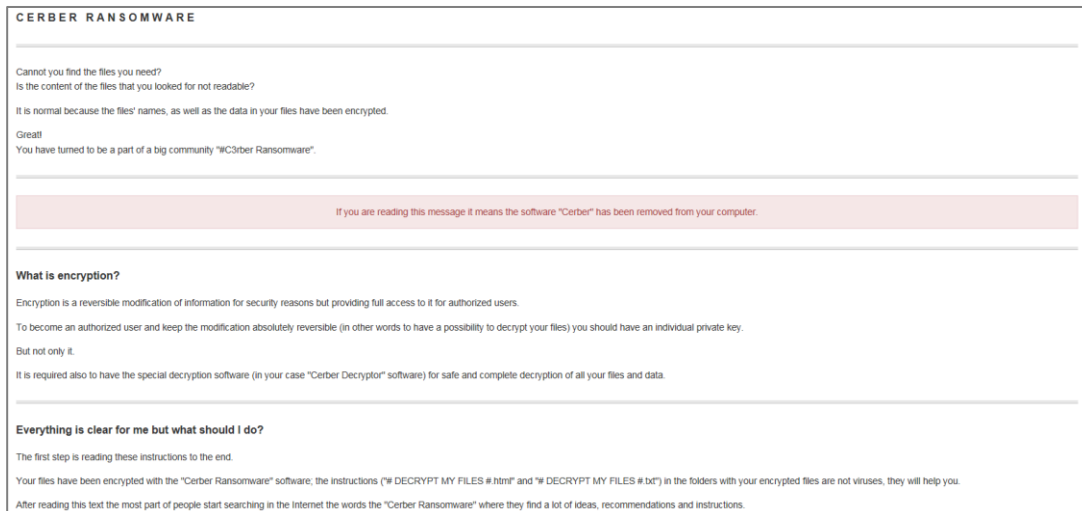 CERBER RANSOMWARE
Cannot you find the files you need?
Is the content of the files that you looked for not readable?
It is normal because the files' names, as well as the data in your files have been encrypted.
Great!
You have turned to be a part of a big community "#C3rber Ransomware".
If you are reading this message it means the software "Cerber" has been removed from your computer.
What is encryption?
Encryption is a reversible modification of information for security reasons but providing full access to it for authorized users.
To become an authorized user and keep the modification absolutely reversible (in other words to have a possibility to decrypt your files) you should have an individual private key.
But not only it.
It is required also to have the special decryption software (in your case "Cerber Decryptor" software) for safe and complete decryption of all your files and data.
Everything is clear for me but what should I do?
The first step is reading these instructions to the end.
Your files have been encrypted with the "Cerber Ransomware" software; the instructions ("# DECRYPT MY FILES #.html" and "# DECRYPT MY FILES #.txt") in the folders with your encrypted files are not viruses, they will help you.
After reading this text the most part of people start searching in the Internet the words the "Cerber Ransomware" where they find a lot of ideas, recommendations and instructions.